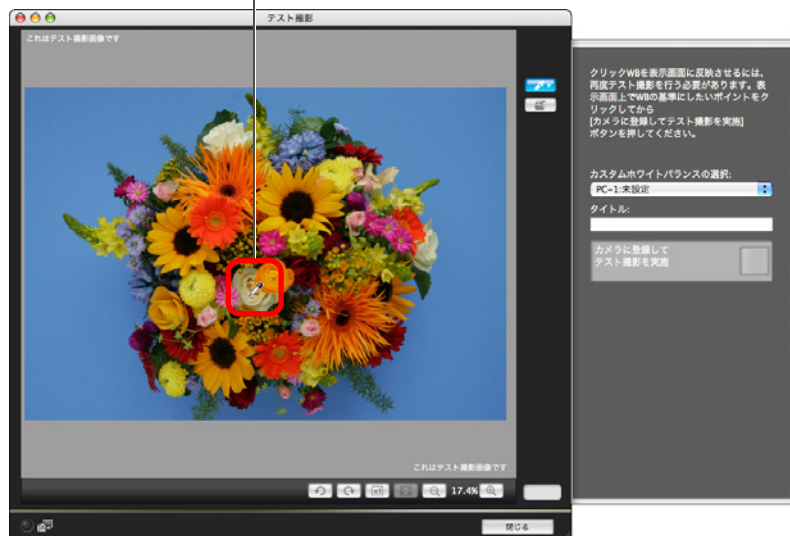 テスト撮影
これはテスト撮影画像です
クリックWBを表示画面に反映させるには、
再度テスト撮影を行う必要があります。表
示画面上でWBの基準にしたいポイントをク
リックしてから
[カメラに登録してテスト撮影を実施]
ボタンを押してください。
カスタムホワイトバランスの選択:
PC-1:未設定
タイトル:
カメラに登録して
テスト撮影を実施
これはテスト撮影画像です
17.4%
閉じる